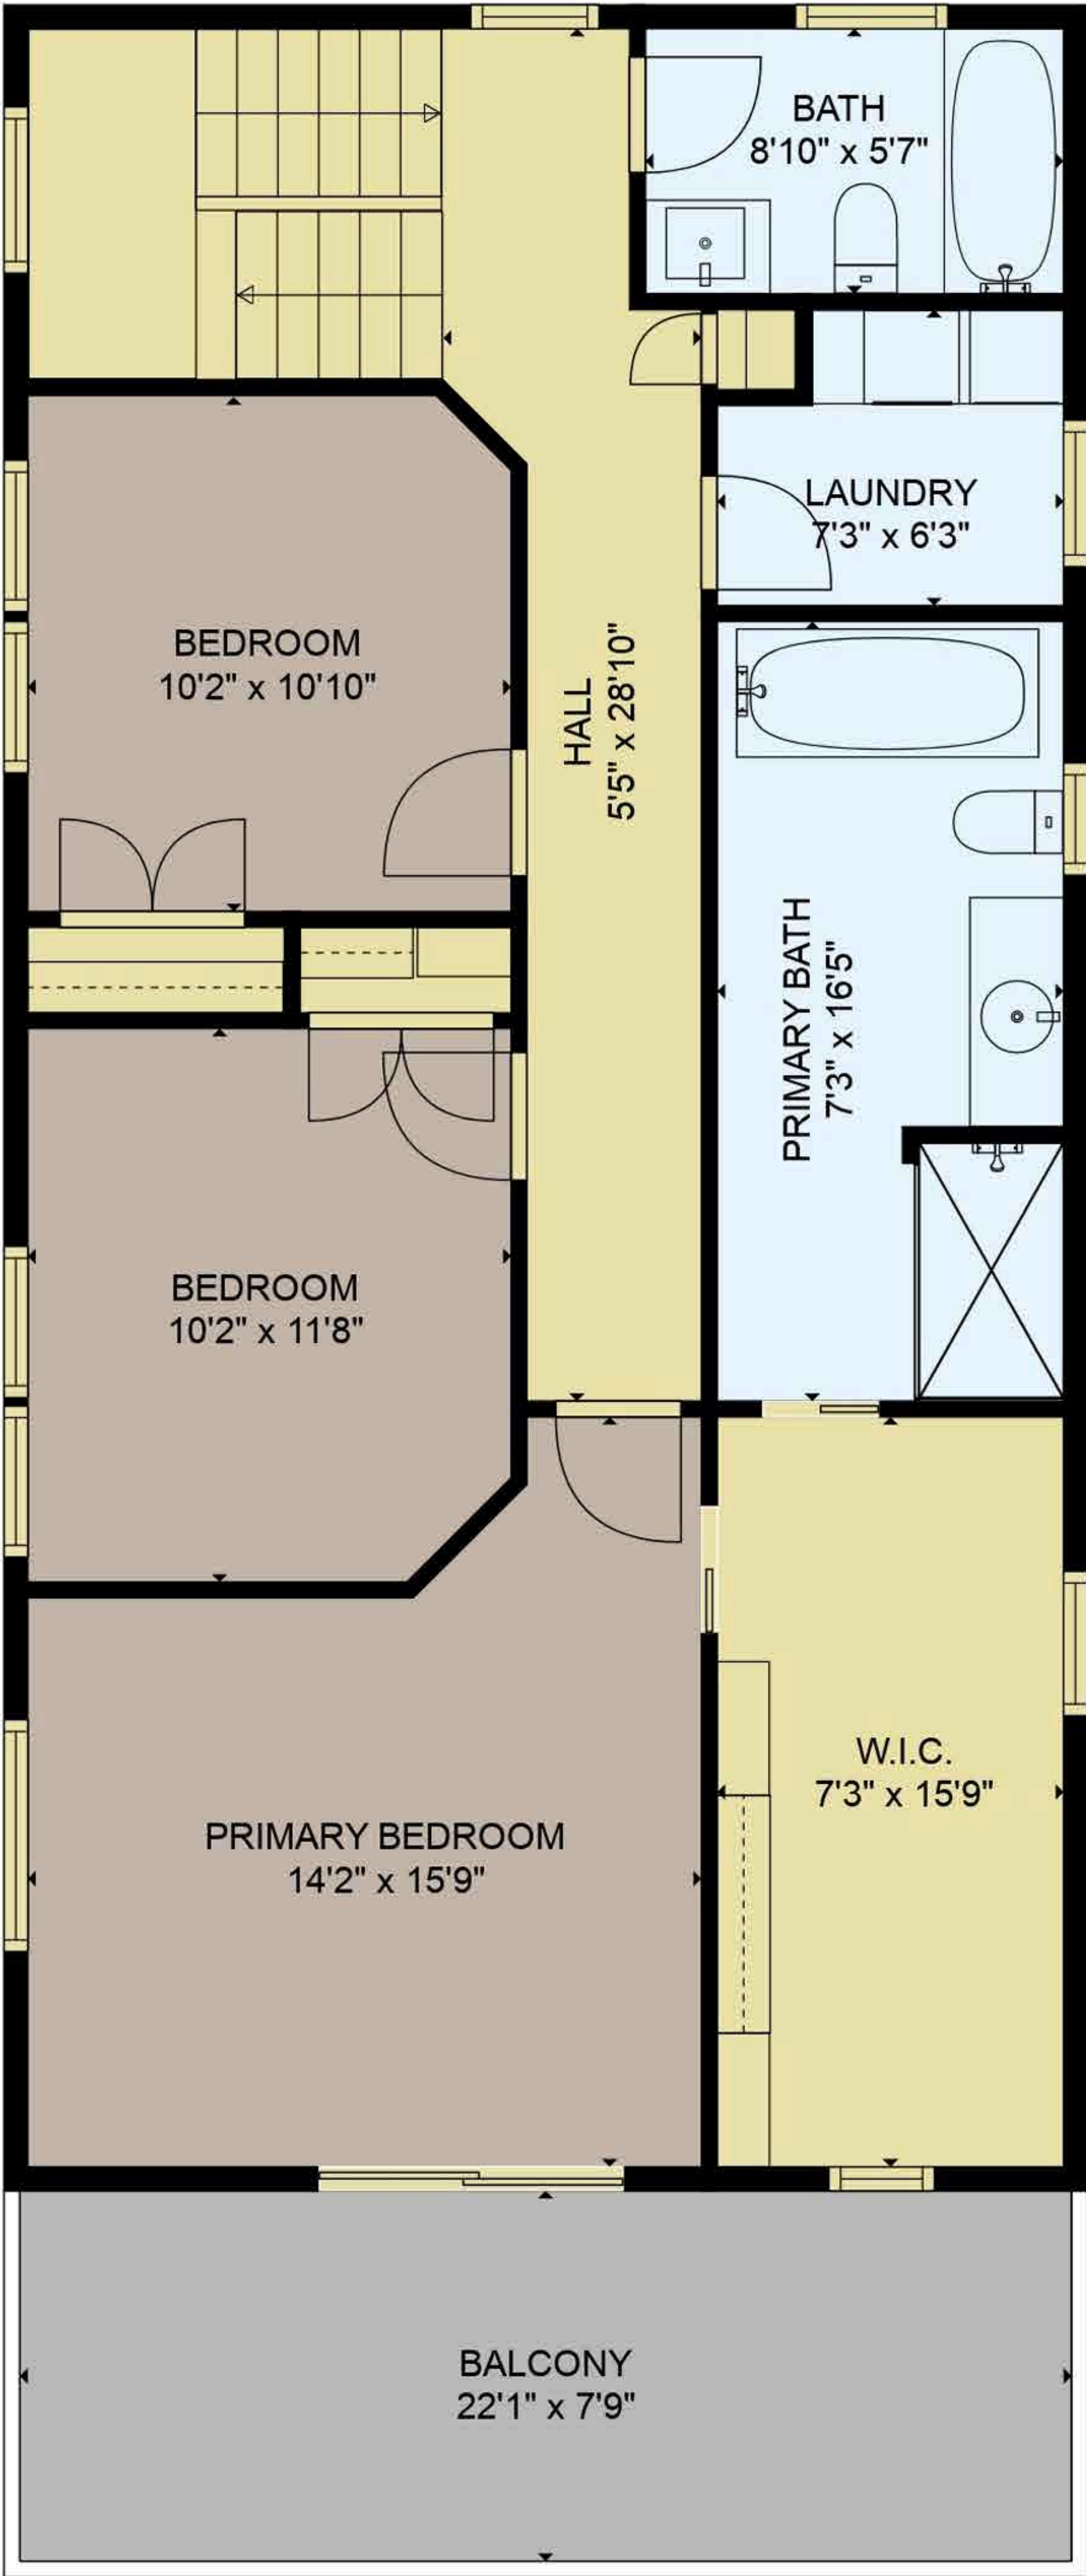 BATH
8'10" x 5'7"
LAUNDRY
7'3" x 6'3"
BEDROOM
10'2" x 10'10"
HALL
5'5" x 28'10"
PRIMARY BATH
7'3" x 16'5"
BEDROOM
10'2" x 11'8"
W.I.C.
7'3" x 15'9"
PRIMARY BEDROOM
14'2" x 15'9"
BALCONY
22'1" x 7'9"